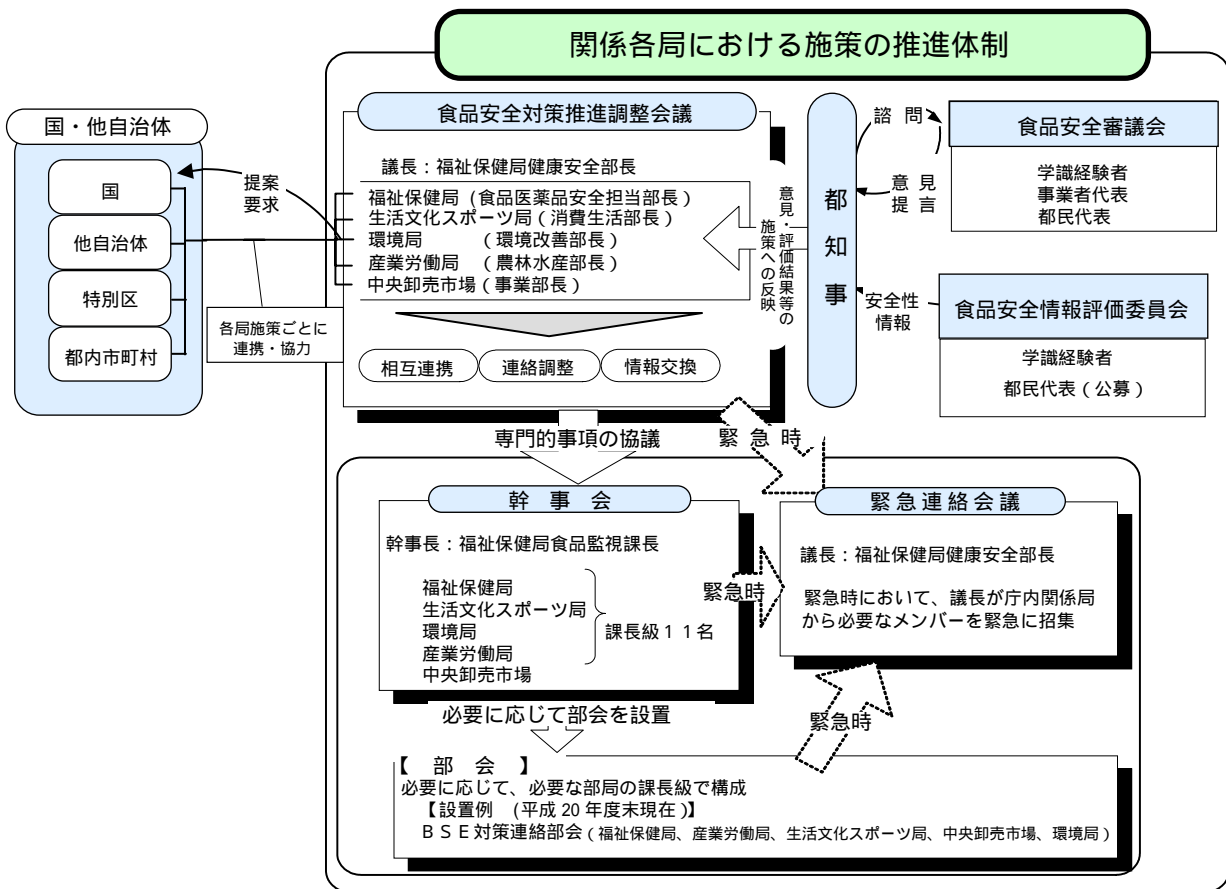 関係各局における施策の推進体制
国・他自治体
国
他自治体
特別区
都内市町村
提案
要求
各局施策ごとに
連携・協力
食品安全対策推進調整会議
議長:福祉保健局健康安全部長
福祉保健局(食品医薬品安全担当部長)
生活文化スポーツ局(消費生活部長)
環境局 (環境改善部長)
産業労働局 (農林水産部長)
中央卸売市場(事業部長)
相互連携
連絡調整
情報交換
意見・評価結果等の
施策への反映
都知事
諮問
意見
提言
食品安全審議会
学識経験者
事業者代表
都民代表
安全性
情報
食品安全情報評価委員会
学識経験者
都民代表(公募)
専門的事項の協議
緊急時
幹事会
幹事長:福祉保健局食品監視課長
福祉保健局
生活文化スポーツ局
環境局
産業労働局
中央卸売市場
課長級11名
緊急時
緊急連絡会議
議長:福祉保健局健康安全部長
緊急時において、議長が庁内関係局
から必要なメンバーを緊急に招集
必要に応じて部会を設置
緊急時
【部会】
必要に応じて、必要な部局の課長級で構成
【設置例 (平成20年度末現在)】
BSE対策連絡部会(福祉保健局、産業労働局、生活文化スポーツ局、中央卸売市場、環境局)